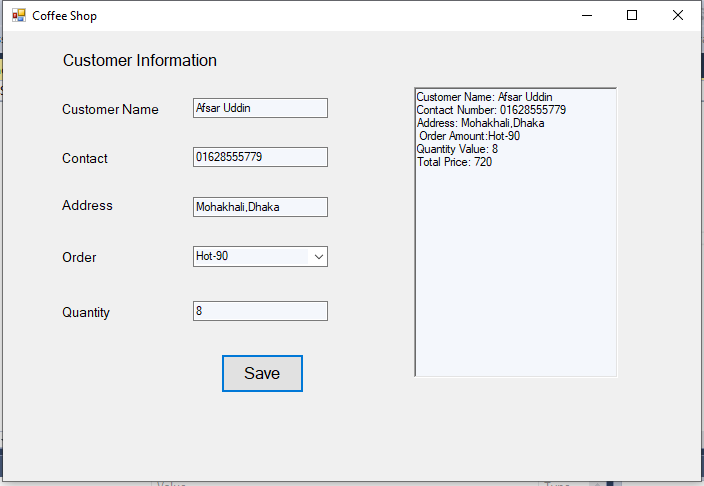 Coffee Shop
Customer Information
Customer Name
Afsar Uddin
Contact
01628555779
Address
Mohakhali,Dhaka
Order
Hot-90
Quantity
8
Save
Customer Name: Afsar Uddin
Contact Number: 01628555779
Address: Mohakhali,Dhaka
Order Amount:Hot-90
Quantity Value: 8
Total Price: 720
Value
Type